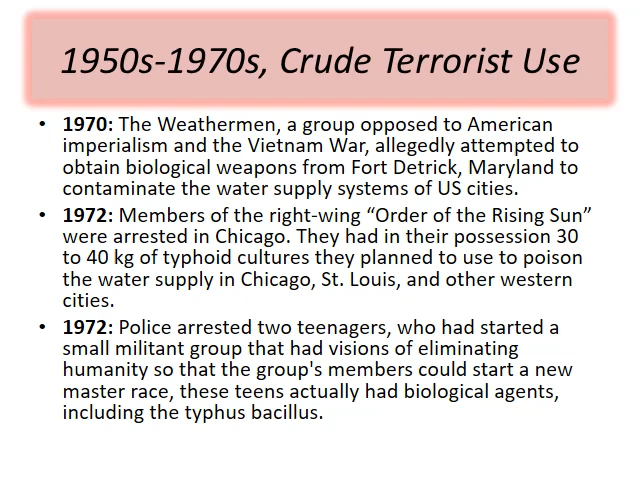 1950s-1970s, Crude Terrorist Use
• 1970: The Weathermen, a group opposed to American
imperialism and the Vietnam War, allegedly attempted to
obtain biological weapons from Fort Detrick, Maryland to
contaminate the water supply systems of US cities.
• 1972: Members of the right-wing “Order of the Rising Sun”
were arrested in Chicago. They had in their possession 30
to 40 kg of typhoid cultures they planned to use to poison
the water supply in Chicago, St. Louis, and other western
cities.
• 1972: Police arrested two teenagers, who had started a
small militant group that had visions of eliminating
humanity so that the group's members could start a new
master race, these teens actually had biological agents,
including the typhus bacillus.